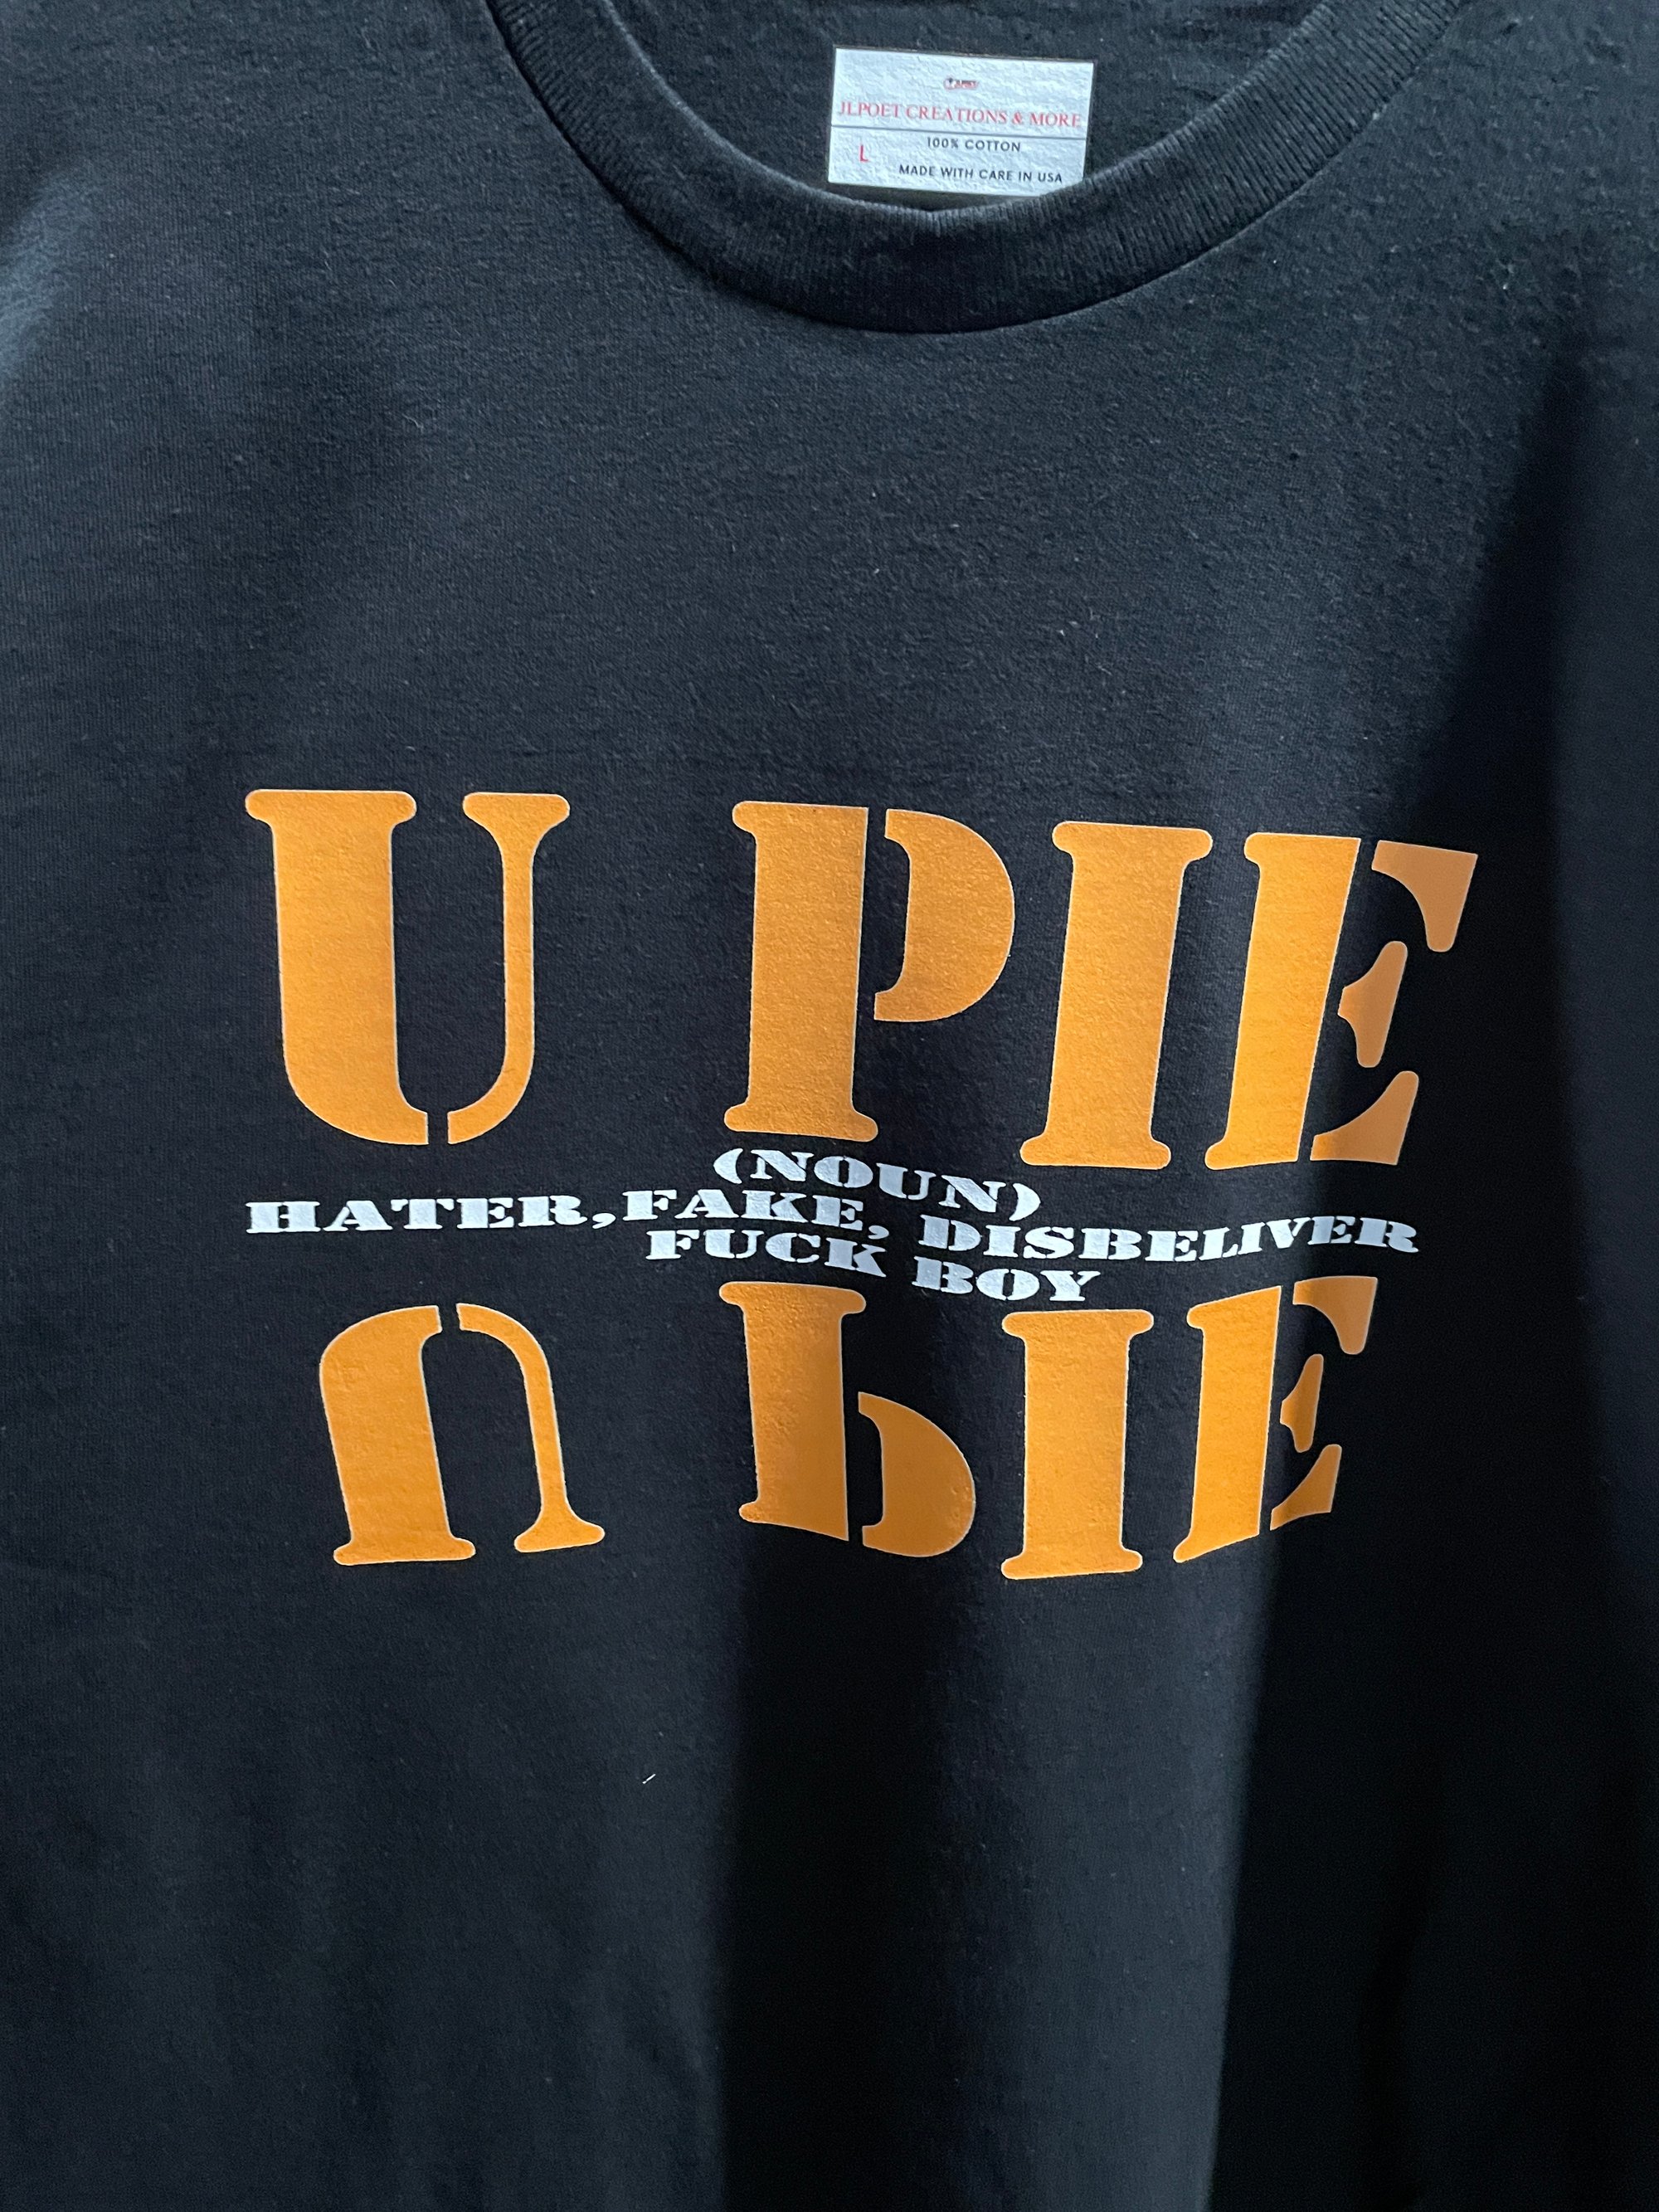 JLPOET CREATIONS & MORE
L
100% COTTON
MADE WITH CARE IN USA
U PIE
(NOUN)
HATER,FAKE, DISBELIVER
FUCK BOY
U PIE